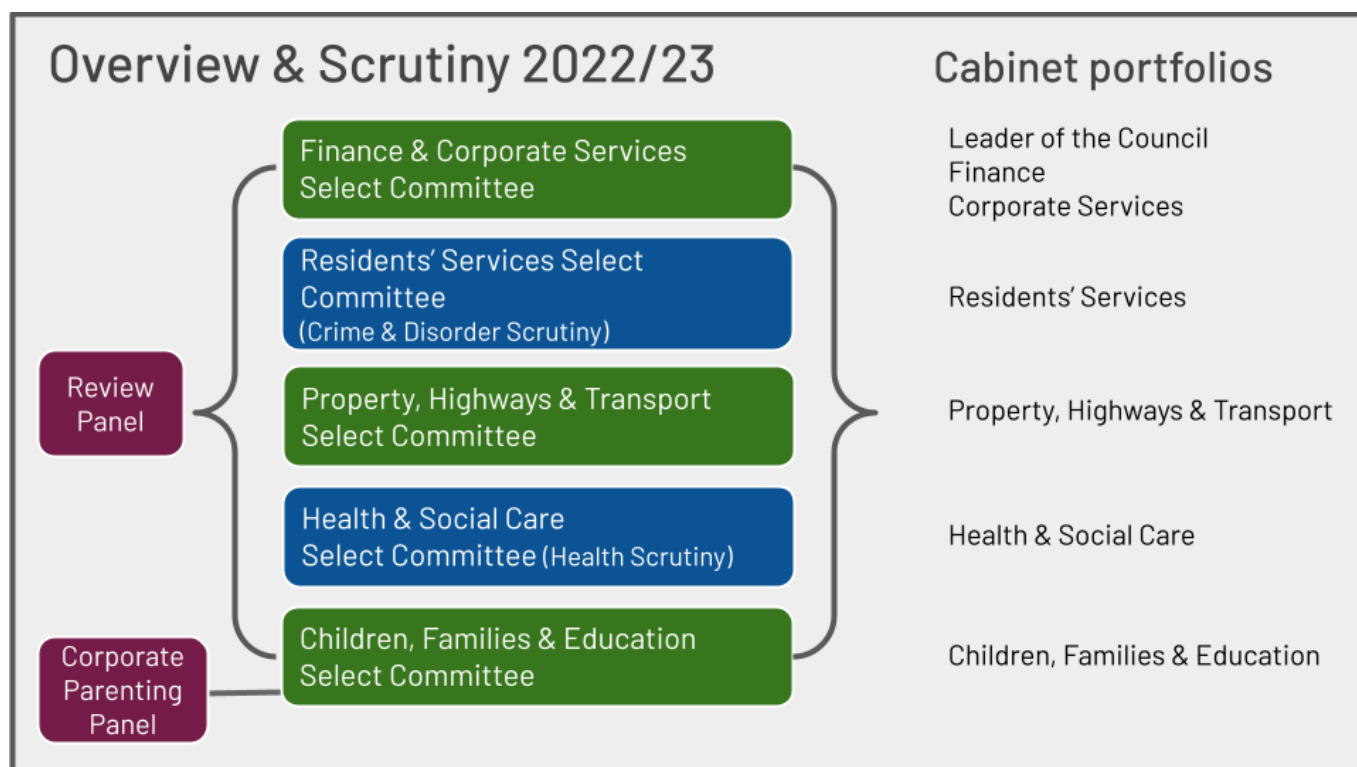 Overview & Scrutiny 2022/23
Cabinet portfolios
Finance & Corporate Services
Select Committee
Leader of the Council
Finance
Corporate Services
Residents’ Services Select
Committee
(Crime & Disorder Scrutiny)
Residents’ Services
Review
Panel
Property, Highways & Transport
Select Committee
Property, Highways & Transport
Health & Social Care
Select Committee (Health Scrutiny)
Health & Social Care
Corporate
Parenting
Panel
Children, Families & Education
Select Committee
Children, Families & Education